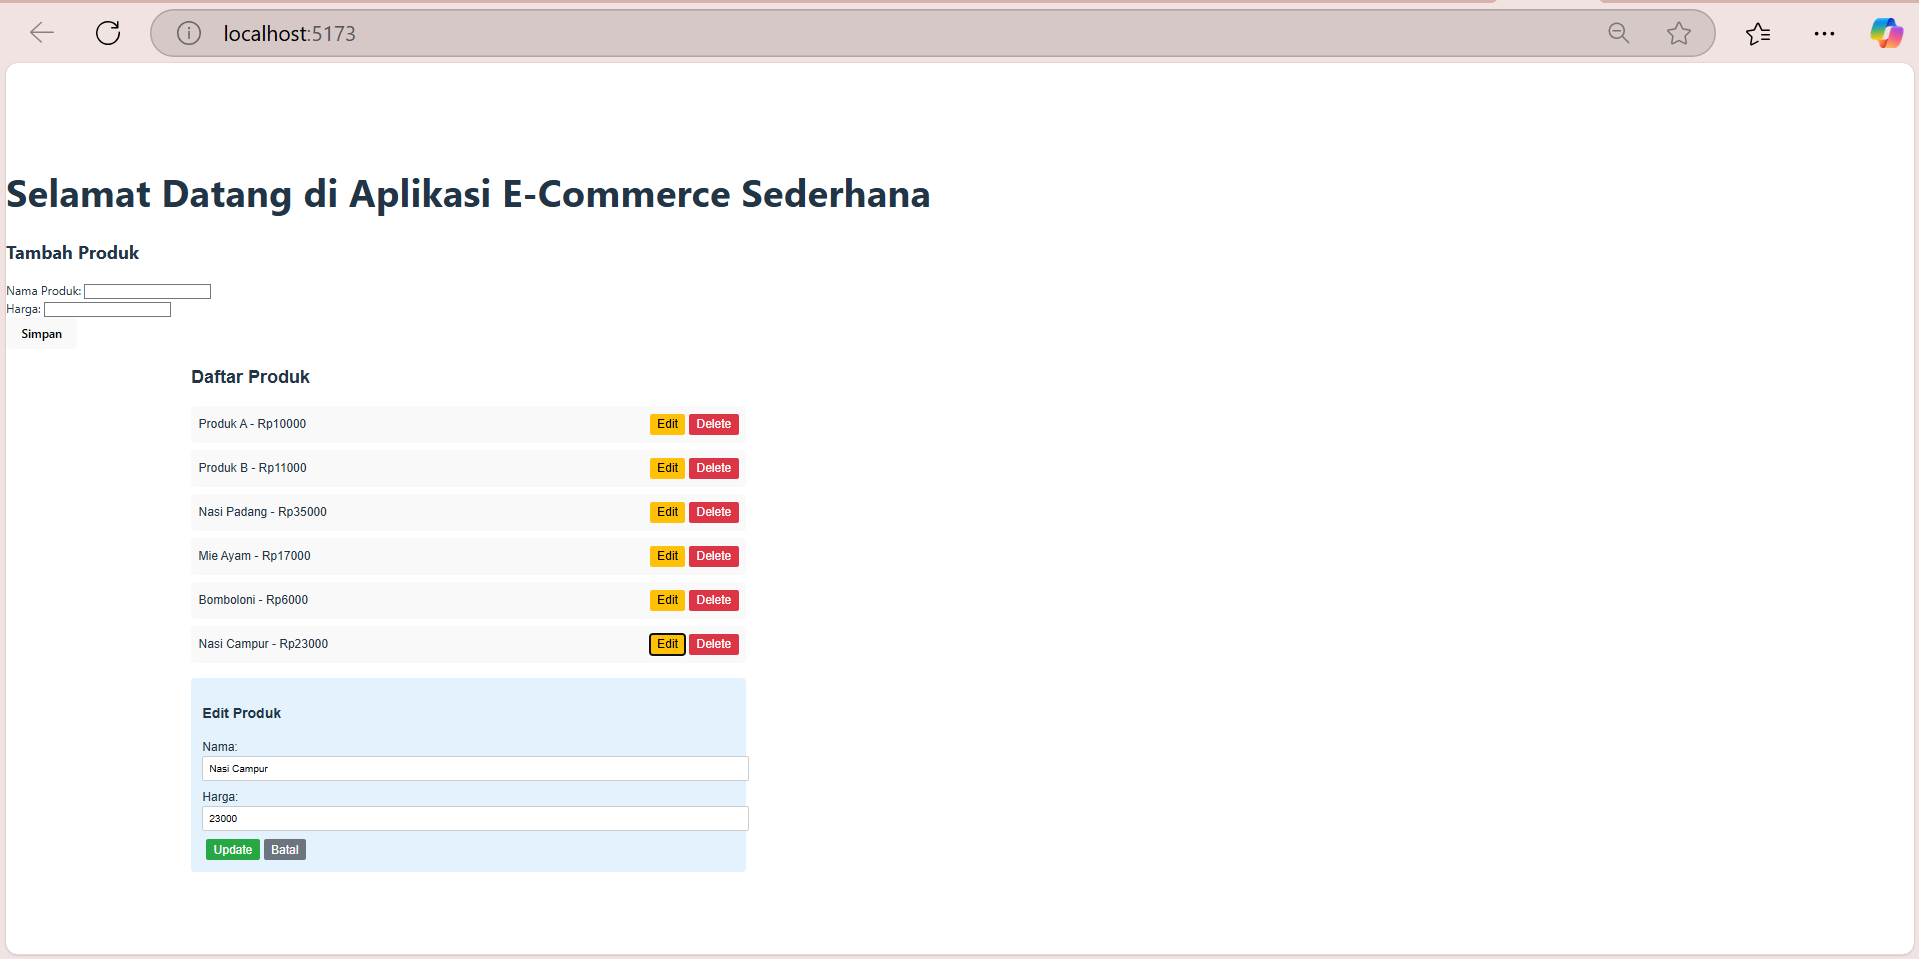 localhost:5173
Selamat Datang di Aplikasi E-Commerce Sederhana
Tambah Produk
Nama Produk:
Harga:
Simpan
Daftar Produk
Produk A - Rp10000 Edit Delete
Produk B - Rp11000 Edit Delete
Nasi Padang - Rp35000 Edit Delete
Mie Ayam - Rp17000 Edit Delete
Bomboloni - Rp6000 Edit Delete
Nasi Campur - Rp23000 Edit Delete
Edit Produk
Nama:
Nasi Campur
Harga:
23000
Update Batal